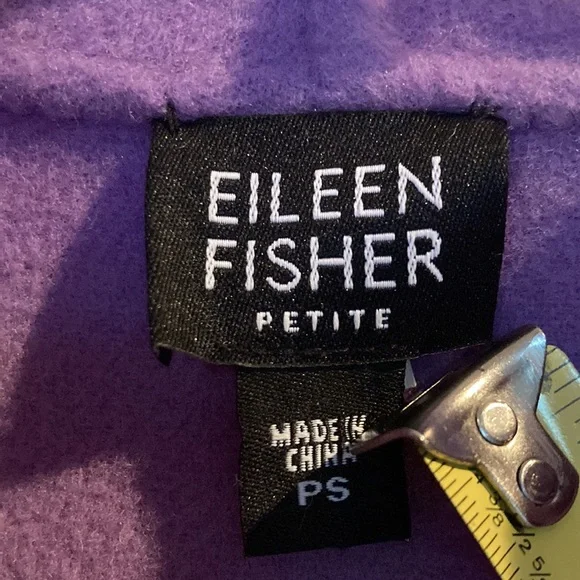 EILEEN
FISHER
PETITE
MADE IN
CHINA
PS